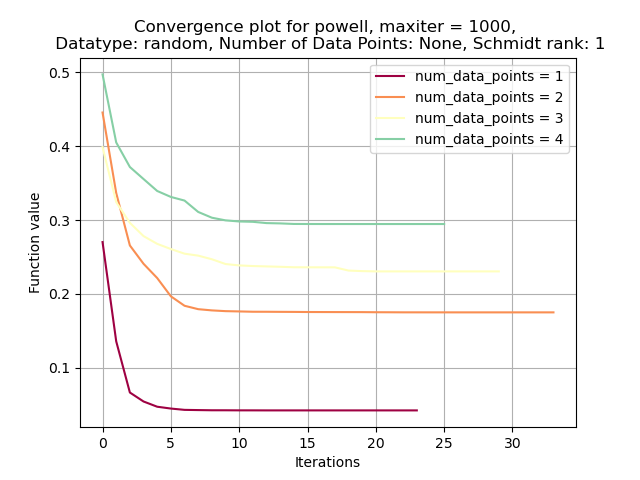 Convergence plot for powell, maxiter = 1000,
Datatype: random, Number of Data Points: None, Schmidt rank: 1
num_data_points = 1
num_data_points = 2
num_data_points = 3
num_data_points = 4
0.5
0.4
0.3
0.2
0.1
Function value
0 5 10 15 20 25 30
Iterations